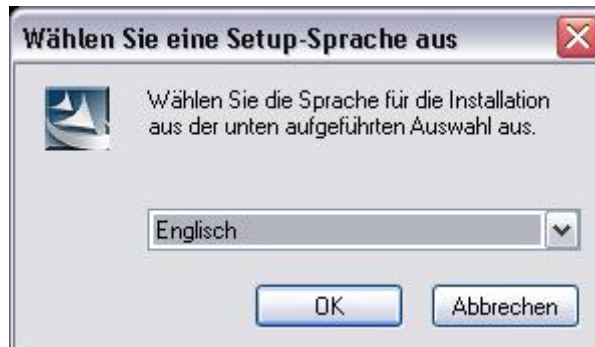 Wählen Sie eine Setup-Sprache aus
Wählen Sie die Sprache für die Installation
aus der unten aufgeführten Auswahl aus.
Englisch
OK
Abbrechen